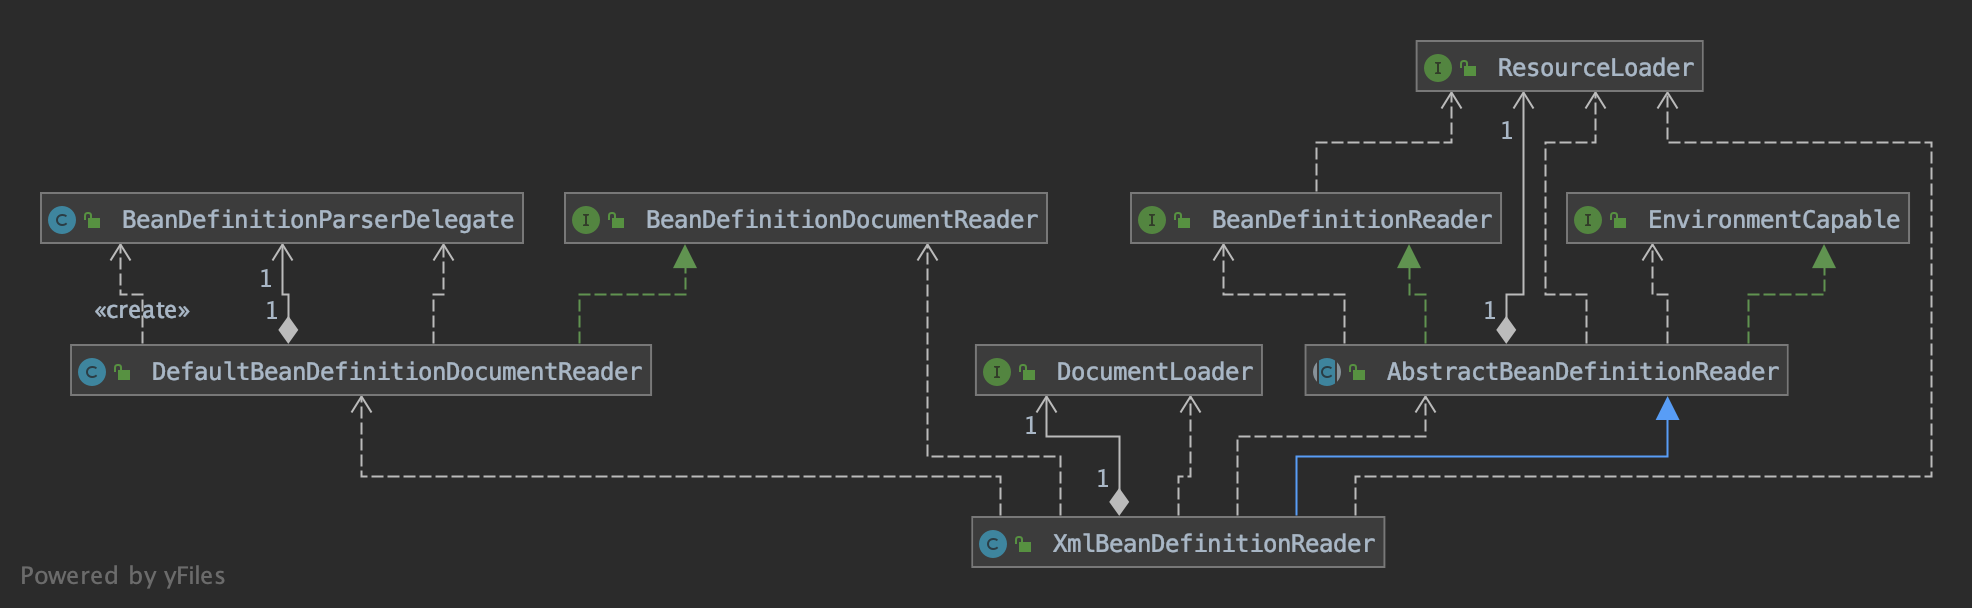 I ResourceLoader
1
C BeanDefinitionParserDelegate
I BeanDefinitionDocumentReader
I BeanDefinitionReader
I EnvironmentCapable
1
«create»
1
1
C DefaultBeanDefinitionDocumentReader
I DocumentLoader
C AbstractBeanDefinitionReader
1
1
C XmlBeanDefinitionReader
Powered by yFiles